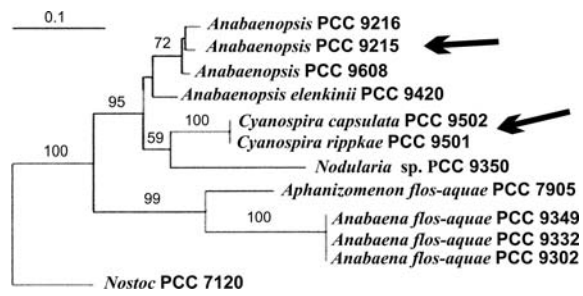 0.1
Anabaenopsis PCC 9216
72
Anabaenopsis PCC 9215
Anabaenopsis PCC 9608
Anabaenopsis elenkinii PCC 9420
95
100
Cyanospira capsulata PCC 9502
59
Cyanospira rippkae PCC 9501
100
Nodularia sp. PCC 9350
99
Aphanizomenon flos-aquae PCC 7905
100
Anabaena flos-aquae PCC 9349
Anabaena flos-aquae PCC 9332
Anabaena flos-aquae PCC 9302
Nostoc PCC 7120